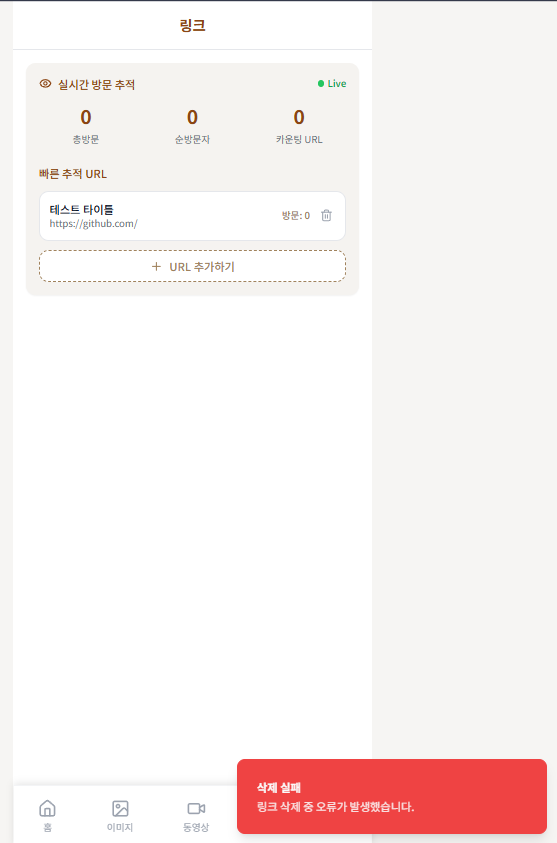 링크
실시간 방문 추적
Live
0 0 0
총방문 순방문자 카운팅 URL
빠른 추적 URL
테스트 타이틀
https://github.com/
방문: 0
URL 추가하기
삭제 실패
링크 삭제 중 오류가 발생했습니다.
홈 이미지 동영상